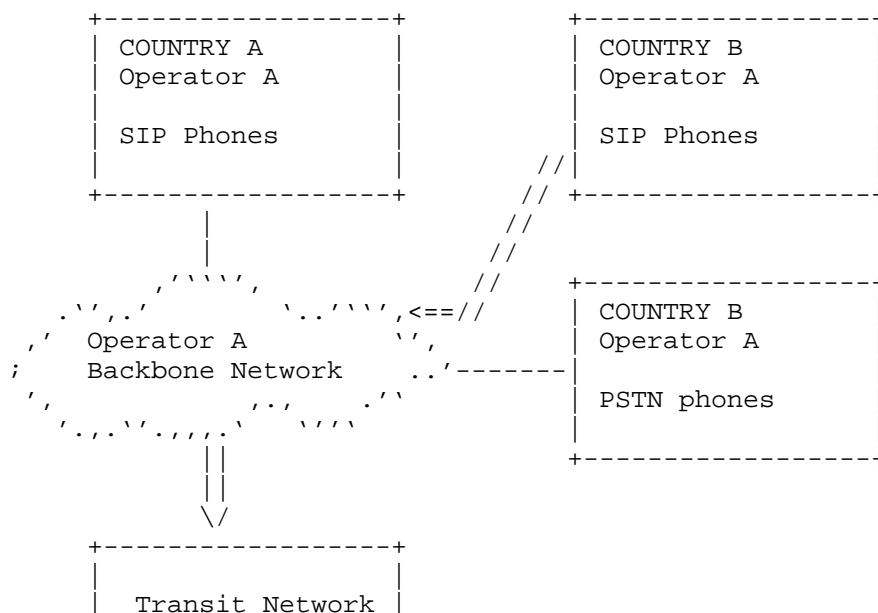 COUNTRY A
Operator A
SIP Phones
COUNTRY B
Operator A
SIP Phones
Operator A
Backbone Network
COUNTRY B
Operator A
PSTN phones
Transit Network